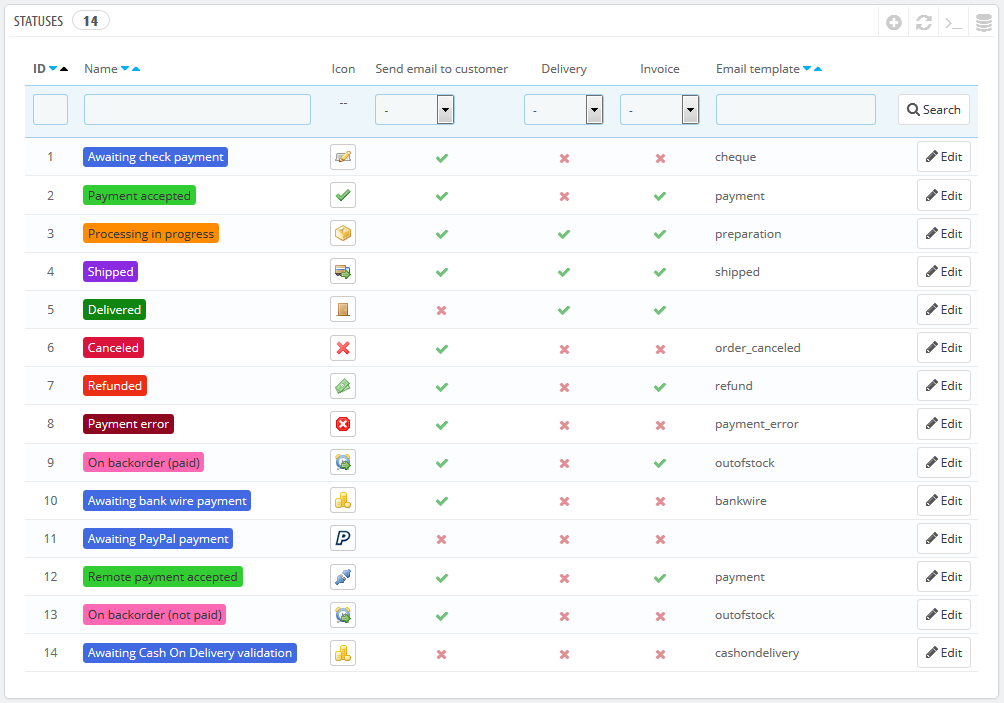 STATUSES 14
ID Name Icon Send email to customer Delivery Invoice Email template
-- - - - Search
1 Awaiting check payment cheque Edit
2 Payment accepted payment Edit
3 Processing in progress preparation Edit
4 Shipped shipped Edit
5 Delivered Edit
6 Canceled order_canceled Edit
7 Refunded refund Edit
8 Payment error payment_error Edit
9 On backorder (paid) outofstock Edit
10 Awaiting bank wire payment bankwire Edit
11 Awaiting PayPal payment Edit
12 Remote payment accepted payment Edit
13 On backorder (not paid) outofstock Edit
14 Awaiting Cash On Delivery validation cashondelivery Edit